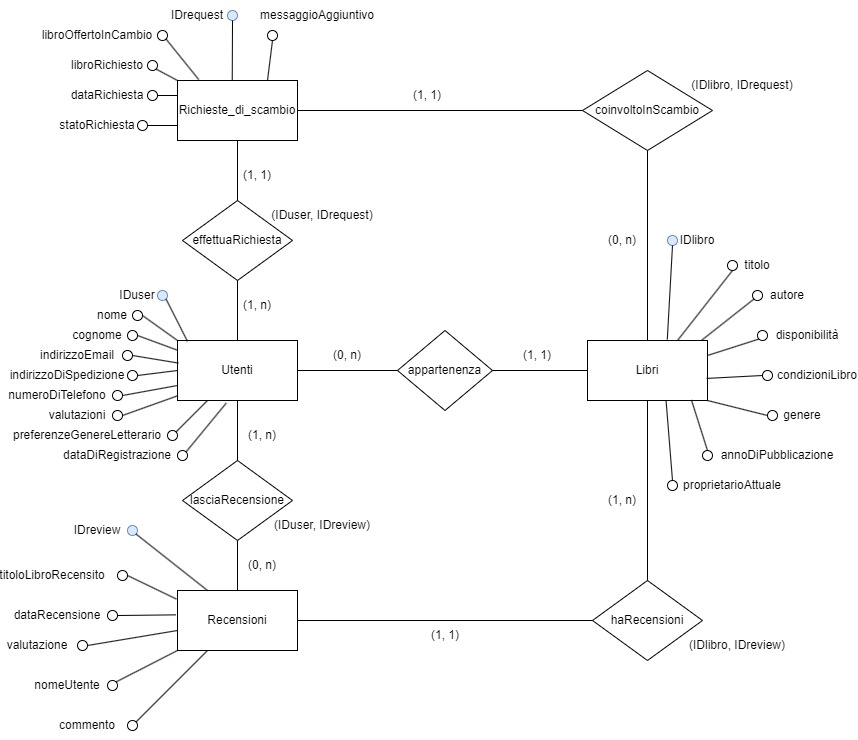 IDrequest
messaggioAggiuntivo
libroOffertoInCambio
libroRichiesto
dataRichiesta
statoRichiesta
Richieste_di_scambio
(1, 1)
coinvoltoInScambio
(IDlibro, IDrequest)
(1, 1)
(IDuser, IDrequest)
effettuaRichiesta
(0, n)
IDlibro
titolo
autore
disponibilità
condizioniLibro
genere
annoDiPubblicazione
proprietarioAttuale
(1, n)
IDuser
nome
cognome
indirizzoEmail
indirizzoDiSpedizione
numeroDiTelefono
valutazioni
preferenzeGenereLetterario
dataDiRegistrazione
Utenti
(0, n)
appartenenza
(1, 1)
Libri
(1, n)
lasciaRecensione
(IDuser, IDreview)
(1, n)
(0, n)
IDreview
titoloLibroRecensito
dataRecensione
valutazione
nomeUtente
commento
Recensioni
(1, 1)
haRecensioni
(IDlibro, IDreview)